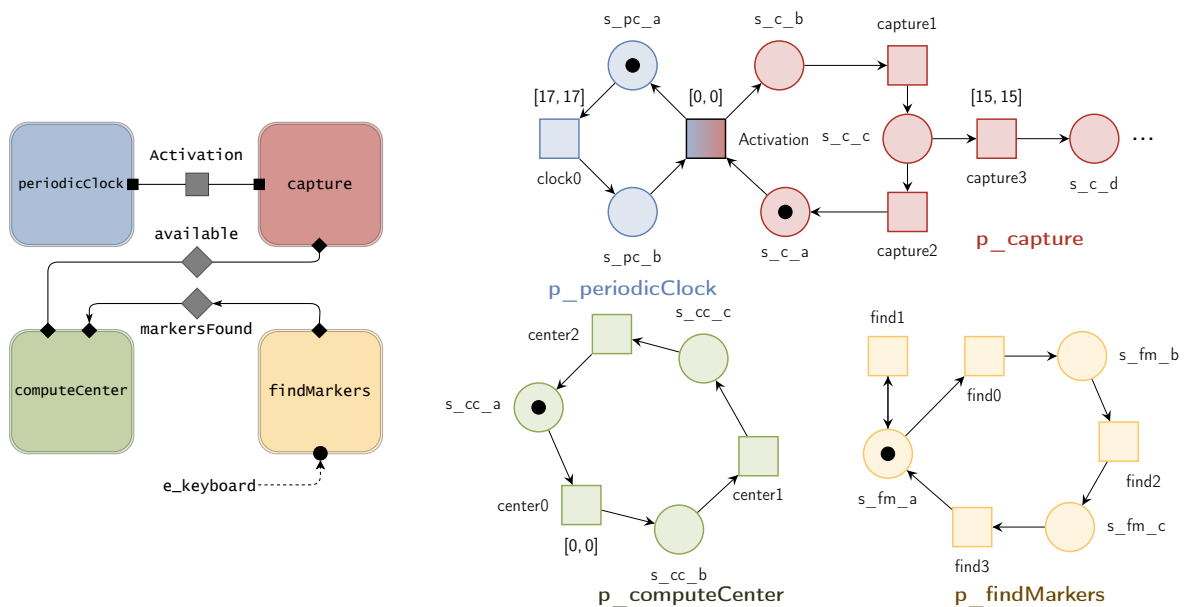 periodicClock
Activation
capture
available
markersFound
computeCenter
findMarkers
e_keyboard
s_pc_a
s_c_b
capture1
[17, 17]
[0, 0]
[15, 15]
clock0
Activation
s_c_c
capture3
s_c_d
...
s_pc_b
s_c_a
capture2
p_capture
p_periodicClock
s_cc_c
center2
s_cc_a
center0
center1
[0, 0]
s_cc_b
p_computeCenter
find1
s_fm_b
find0
s_fm_a
find2
s_fm_c
find3
p_findMarkers